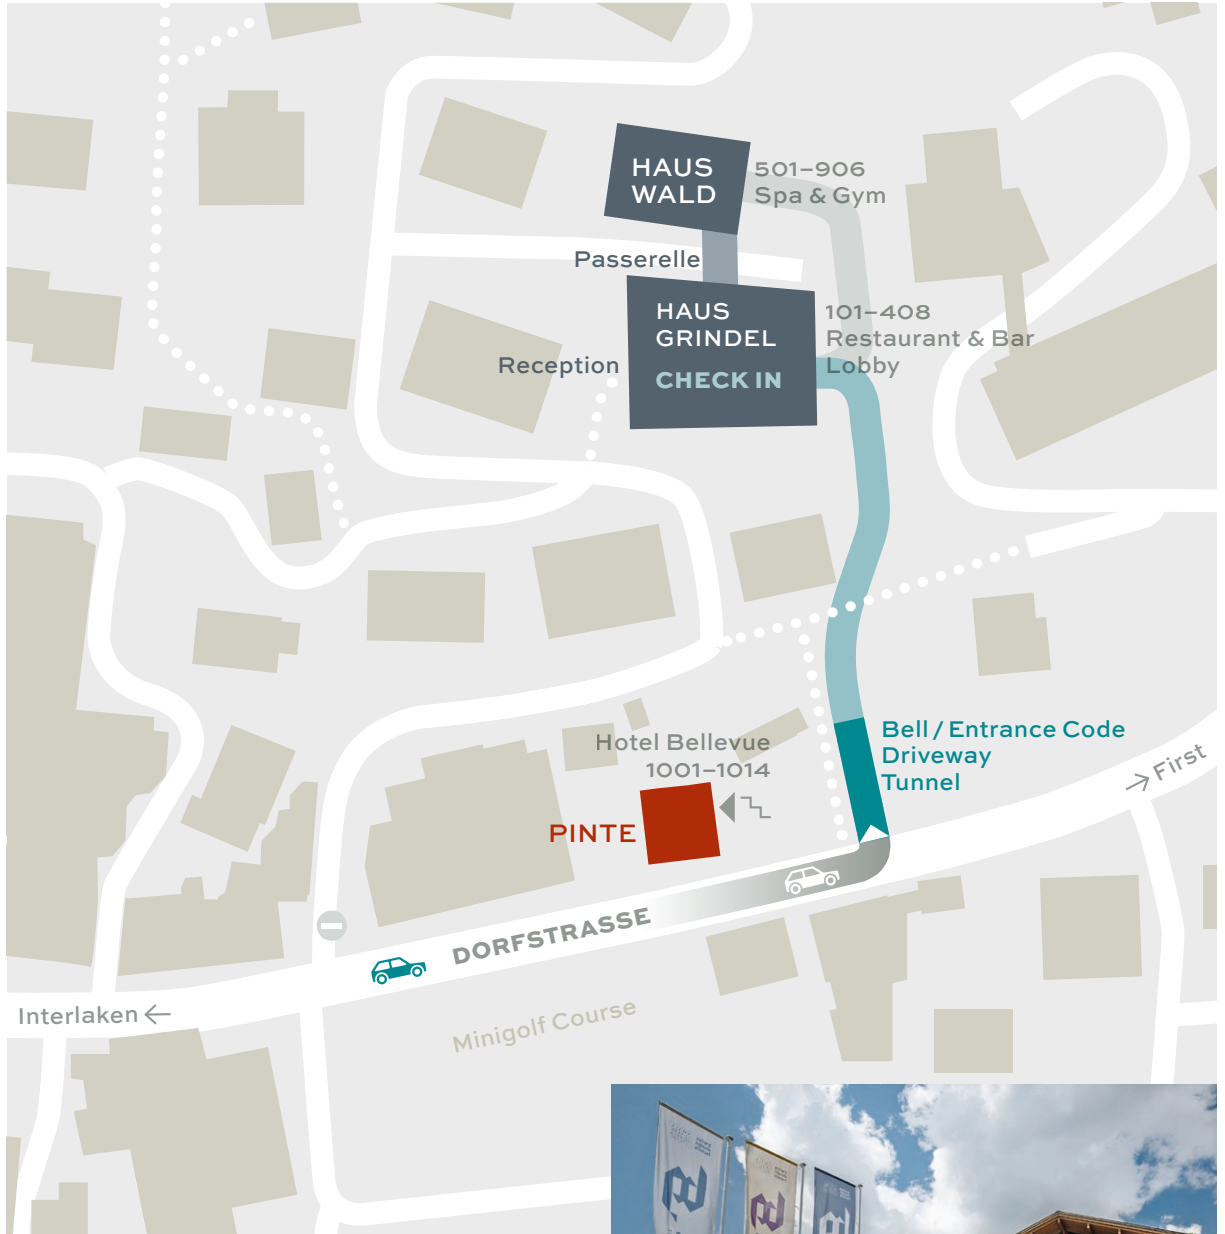 HAUS
WALD
501–906
Spa & Gym
Passerelle
HAUS
GRINDEL
CHECK IN
101–408
Restaurant & Bar
Lobby
Reception
Bell / Entrance Code
Driveway
Tunnel
First
Hotel Bellevue
1001–1014
PINTE
DORFSTRASSE
Interlaken
Minigolf Course